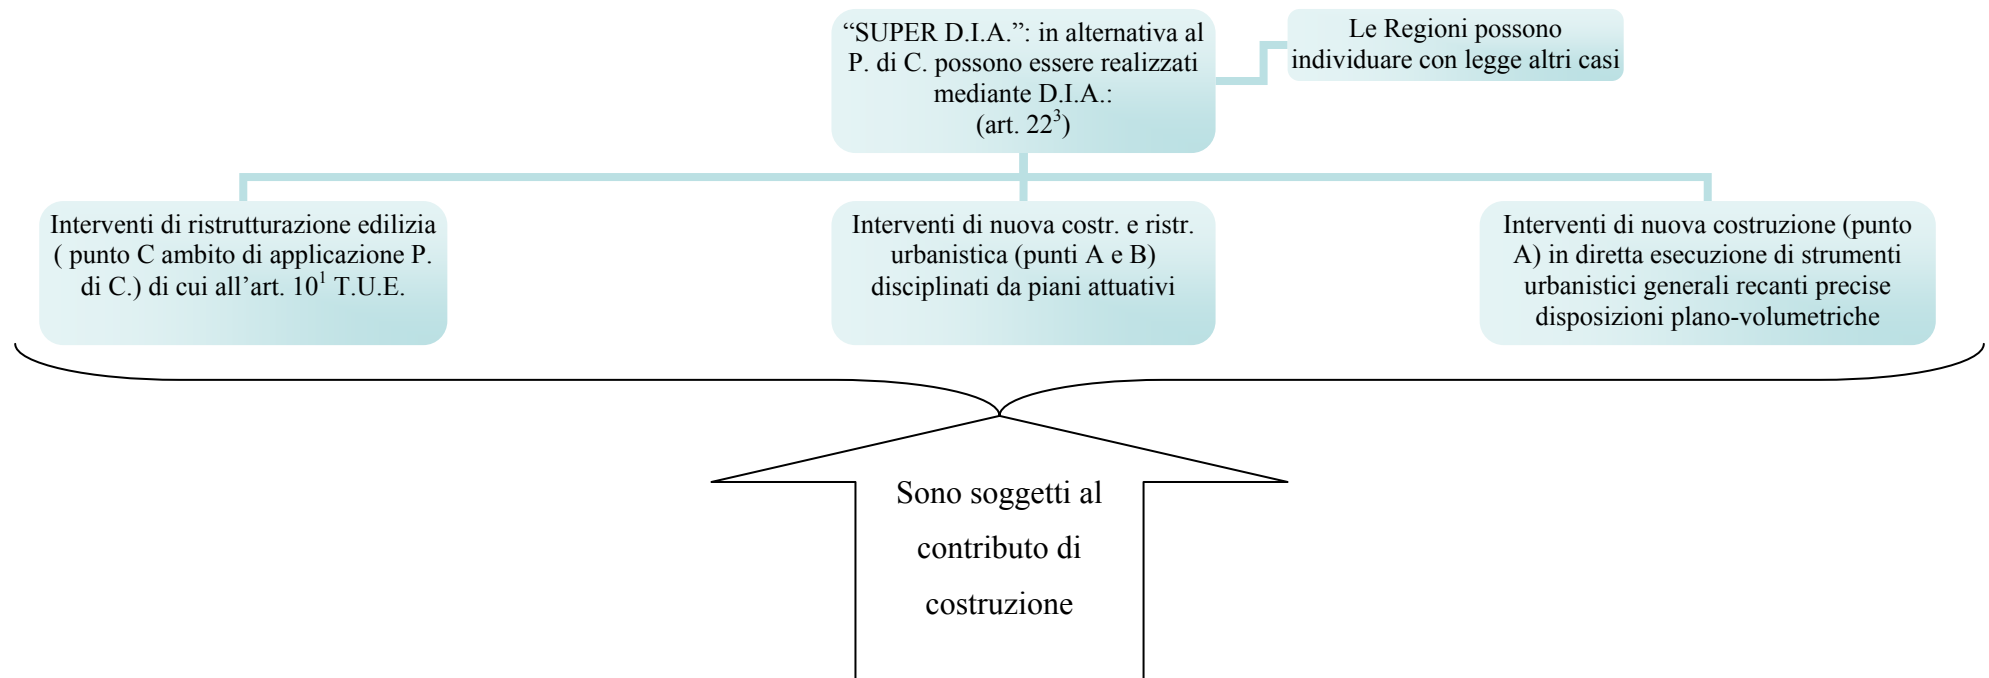 “SUPER D.I.A.”: in alternativa al
P. di C. possono essere realizzati
mediante D.I.A.:
(art. 22³)
Le Regioni possono
individuare con legge altri casi
Interventi di ristrutturazione edilizia
( punto C ambito di applicazione P.
di C.) di cui all’art. 10¹ T.U.E.
Interventi di nuova costr. e ristr.
urbanistica (punti A e B)
disciplinati da piani attuativi
Interventi di nuova costruzione (punto
A) in diretta esecuzione di strumenti
urbanistici generali recanti precise
disposizioni plano-volumetriche
Sono soggetti al
contributo di
costruzione